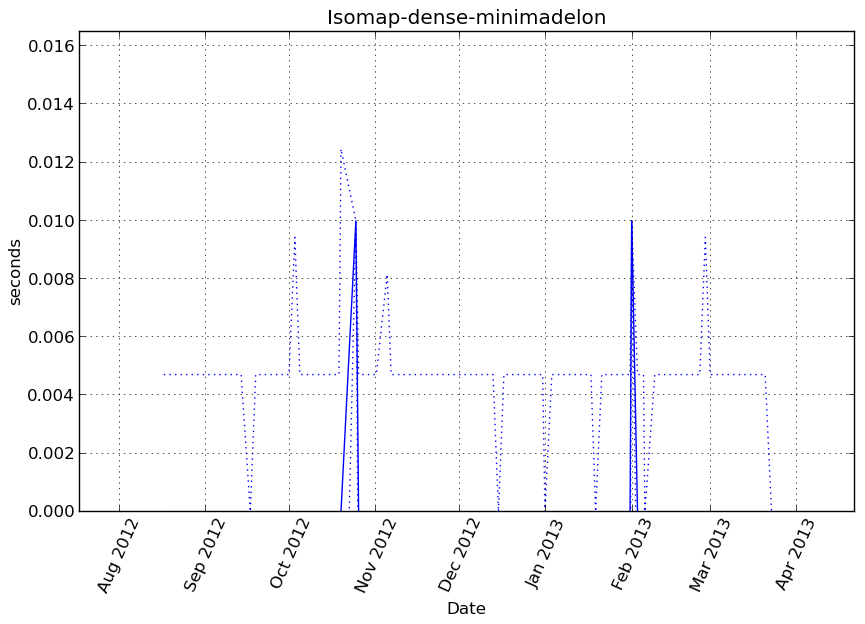 Isomap-dense-minimadelon
0.016
0.014
0.012
0.010
0.008
0.006
0.004
0.002
0.000
seconds
Aug 2012
Sep 2012
Oct 2012
Nov 2012
Dec 2012
Jan 2013
Feb 2013
Mar 2013
Apr 2013
Date